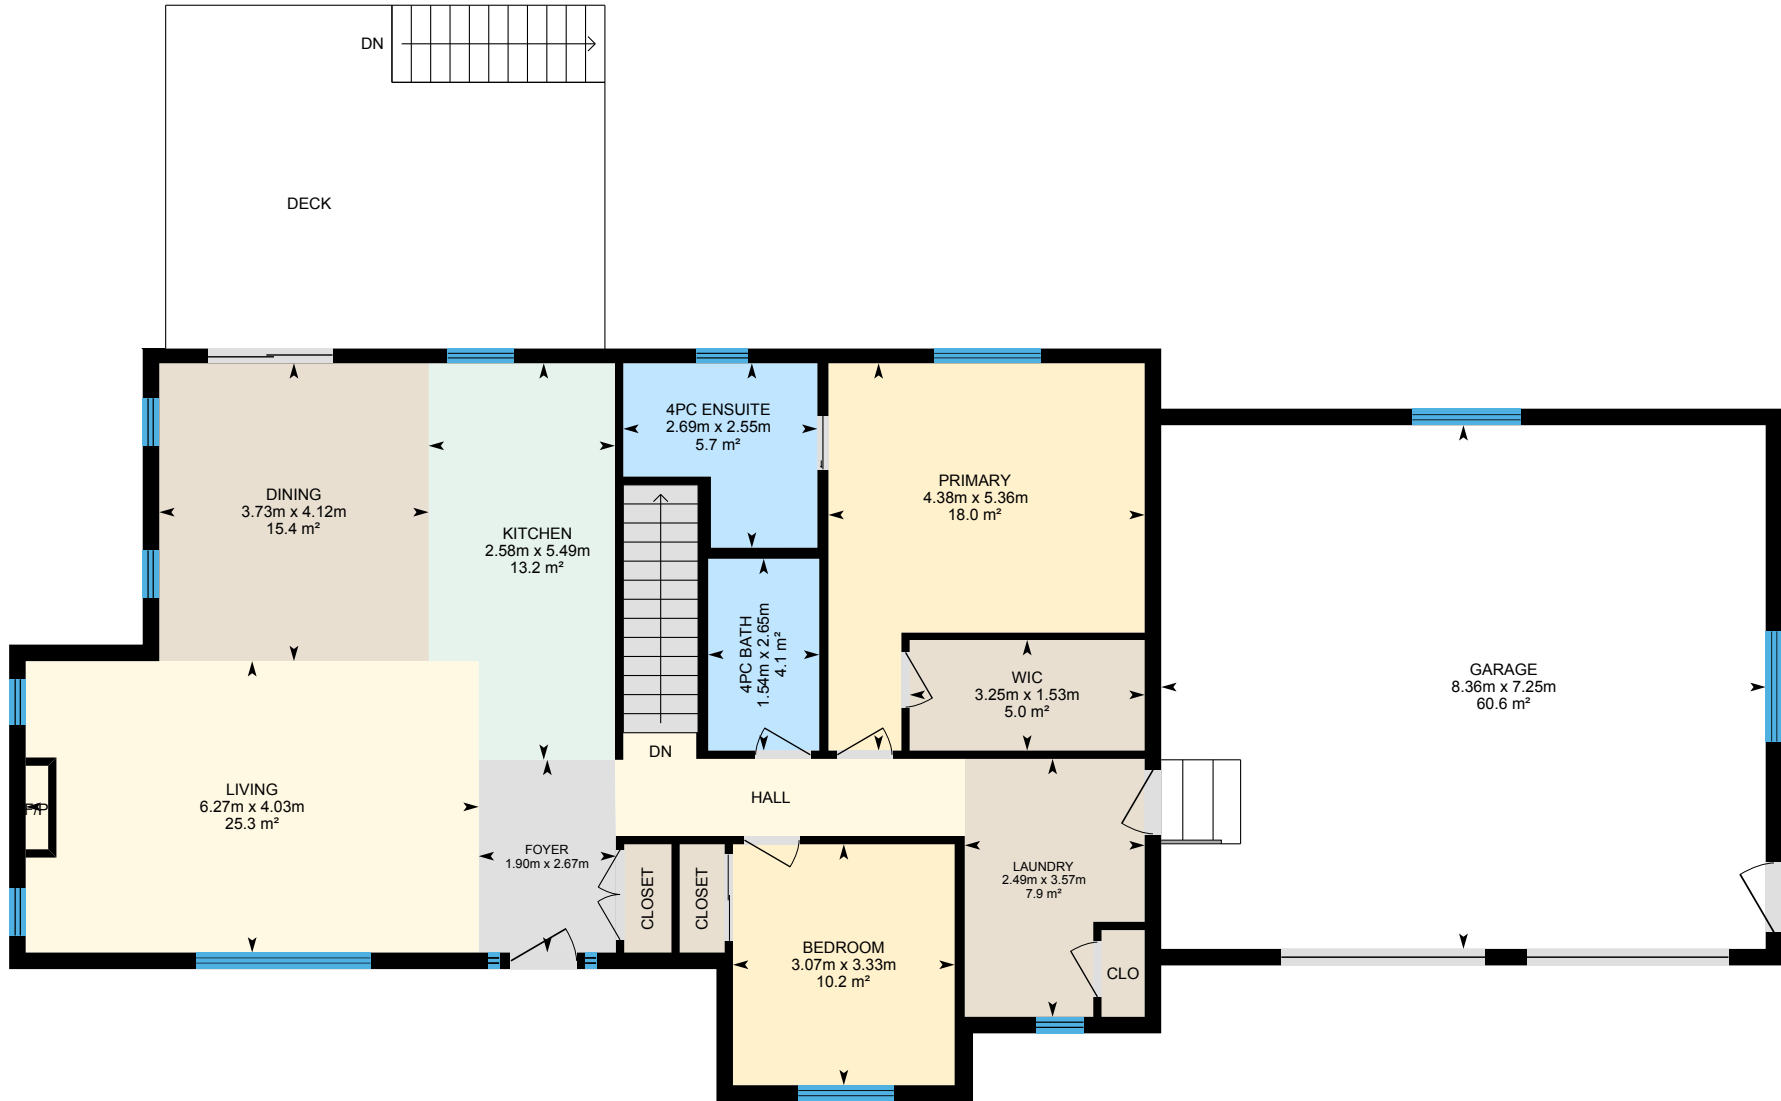 DN
DECK
4PC ENSUITE
2.69m x 2.55m
5.7 m²
DINING
3.73m x 4.12m
15.4 m²
KITCHEN
2.58m x 5.49m
13.2 m²
PRIMARY
4.38m x 5.36m
18.0 m²
4PC BATH
1.54m x 2.65m
4.1 m²
WIC
3.25m x 1.53m
5.0 m²
GARAGE
8.36m x 7.25m
60.6 m²
DN
LIVING
6.27m x 4.03m
25.3 m²
F/P
HALL
FOYER
1.90m x 2.67m
CLOSET
CLOSET
LAUNDRY
2.49m x 3.57m
7.9 m²
BEDROOM
3.07m x 3.33m
10.2 m²
CLO